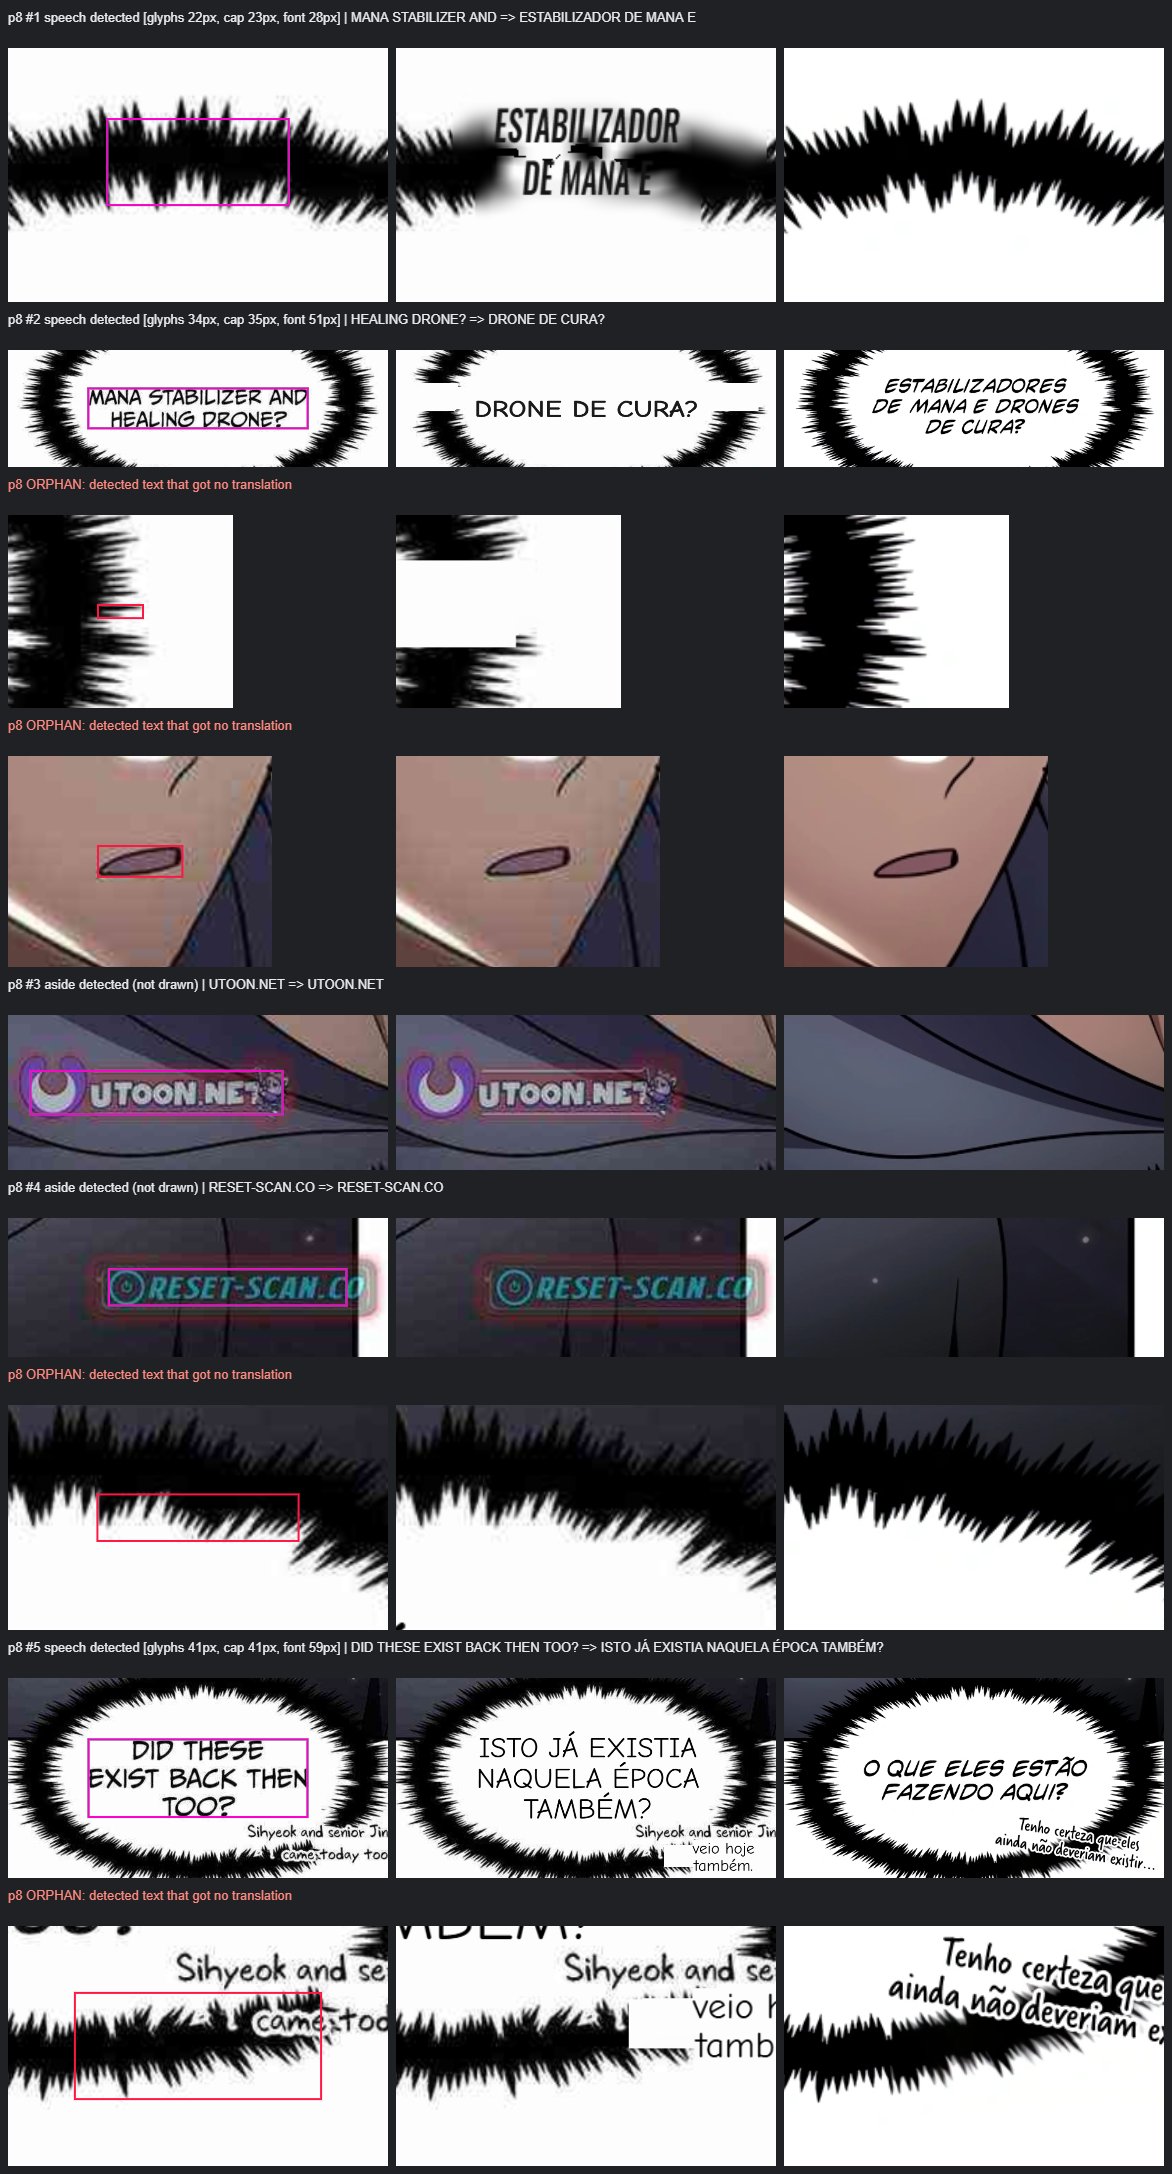 p8 #1 speech detected [glyphs 22px, cap 23px, font 28px] | MANA STABILIZER AND => ESTABILIZADOR DE MANA E
ESTABILIZADOR
DE MANA E
p8 #2 speech detected [glyphs 34px, cap 35px, font 51px] | HEALING DRONE? => DRONE DE CURA?
MANA STABILIZER AND
HEALING DRONE?
DRONE DE CURA?
ESTABILIZADORES
DE MANA E DRONES
DE CURA?
p8 ORPHAN: detected text that got no translation
p8 ORPHAN: detected text that got no translation
p8 #3 aside detected (not drawn) | UTOON.NET => UTOON.NET
UTOON.NET
UTOON.NET
p8 #4 aside detected (not drawn) | RESET-SCAN.CO => RESET-SCAN.CO
RESET-SCAN.CO
RESET-SCAN.CO
p8 ORPHAN: detected text that got no translation
p8 #5 speech detected [glyphs 41px, cap 41px, font 59px] | DID THESE EXIST BACK THEN TOO? => ISTO JÁ EXISTIA NAQUELA ÉPOCA TAMBÉM?
DID THESE
EXIST BACK THEN
TOO?
Sihyeok and senior Jin
came today too
ISTO JÁ EXISTIA
NAQUELA ÉPOCA
TAMBÉM?
Sihyeok and senior Jin
veio hoje
também.
O QUE ELES ESTÃO
FAZENDO AQUI?
Tenho certeza que eles
ainda não deveriam existir...
p8 ORPHAN: detected text that got no translation
Sihyeok and se
came too
Sihyeok and se
veio h
tamb
Tenho certeza que
ainda não deveriam e